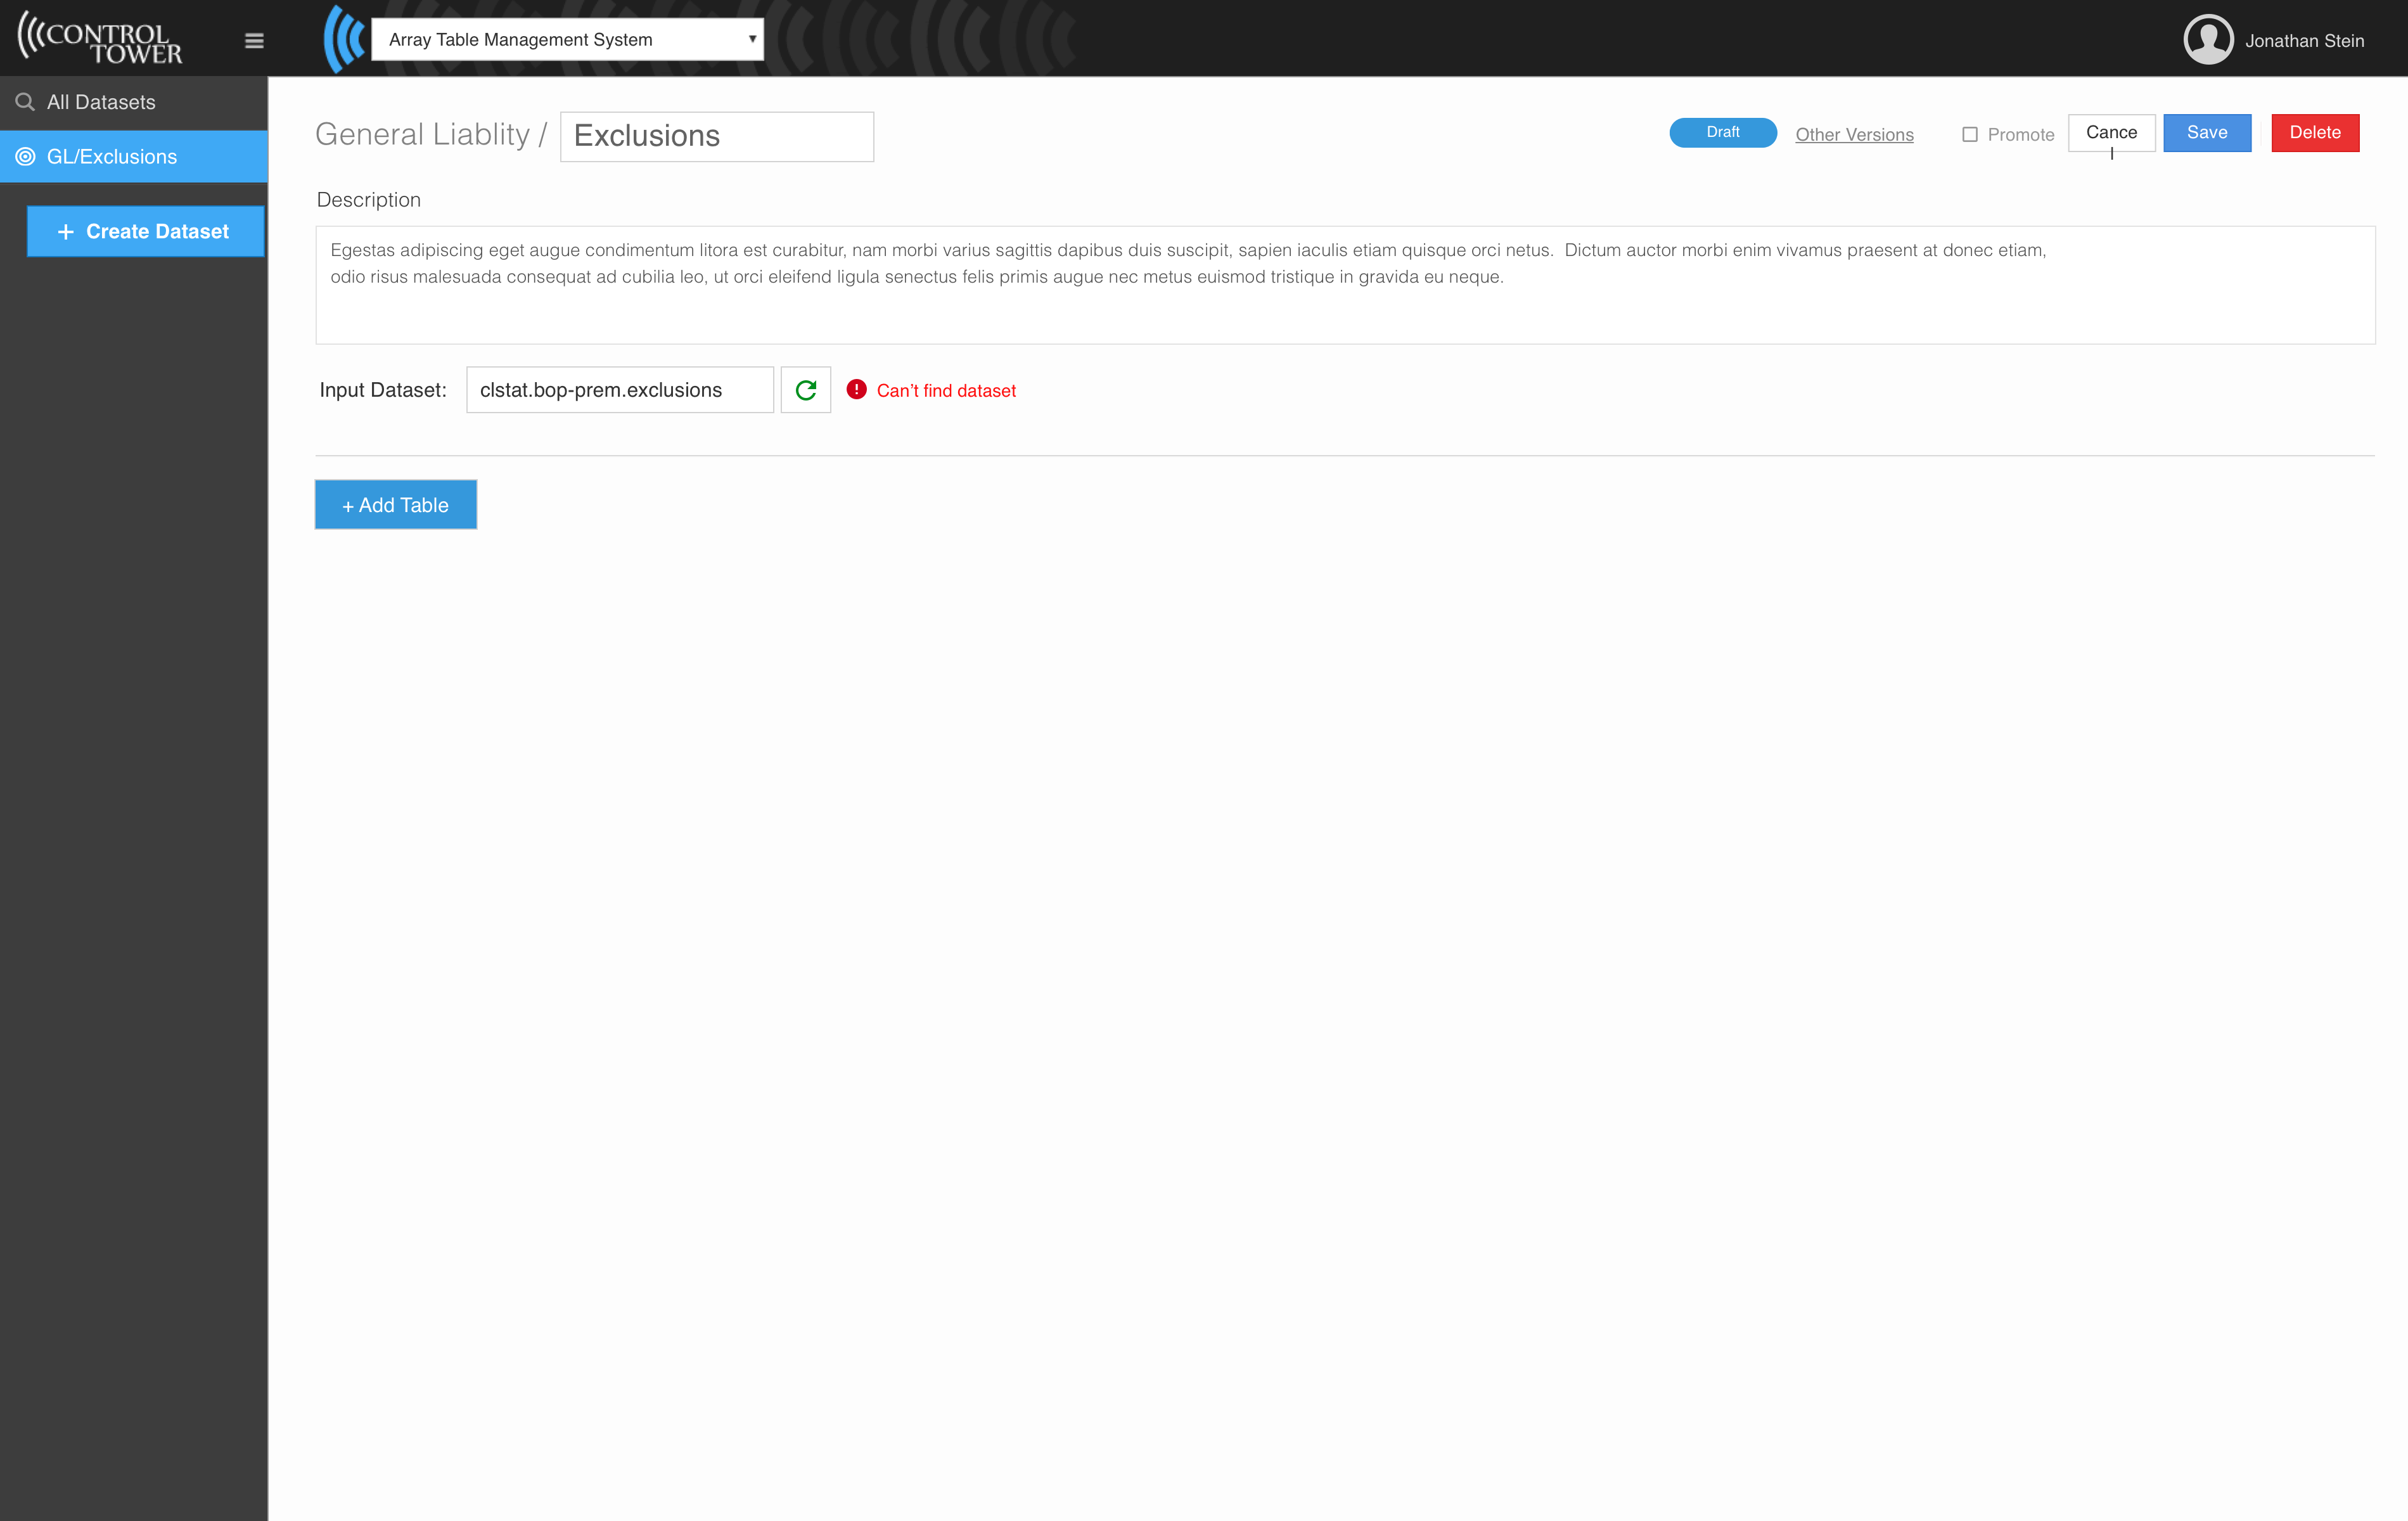 CONTROL
TOWER
Array Table Management System
Jonathan Stein
All Datasets
GL/Exclusions
+ Create Dataset
General Liablity / Exclusions
Draft
Other Versions
Promote
Cance
l
Save
Delete
Description
Egestas adipiscing eget augue condimentum litora est curabitur, nam morbi varius sagittis dapibus duis suscipit, sapien iaculis etiam quisque orci netus.  Dictum auctor morbi enim vivamus praesent at donec etiam,
odio risus malesuada consequat ad cubilia leo, ut orci eleifend ligula senectus felis primis augue nec metus euismod tristique in gravida eu neque.
Input Dataset: clstat.bop-prem.exclusions
Can’t find dataset
+ Add Table